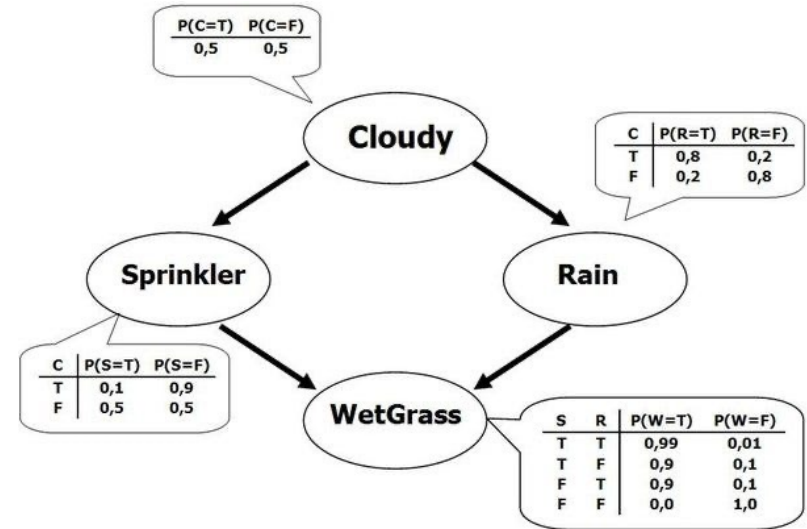 P(C=T) P(C=F)
0,5 0,5
Cloudy
C P(R=T) P(R=F)
T 0,8 0,2
F 0,2 0,8
Sprinkler
Rain
C P(S=T) P(S=F)
T 0,1 0,9
F 0,5 0,5
WetGrass
S R P(W=T) P(W=F)
T T 0,99 0,01
T F 0,9 0,1
F T 0,9 0,1
F F 0,0 1,0